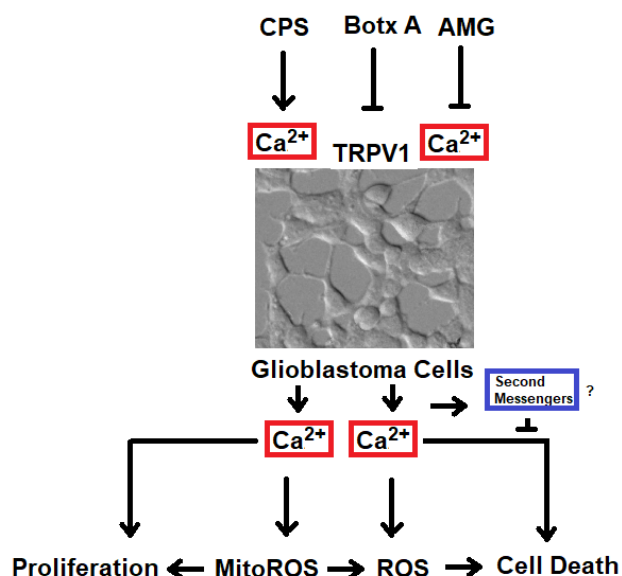 CPS Botx A AMG
Ca2+ TRPV1 Ca2+
Glioblastoma Cells
Second
Messengers ?
Ca2+ Ca2+
Proliferation MitoROS ROS Cell Death